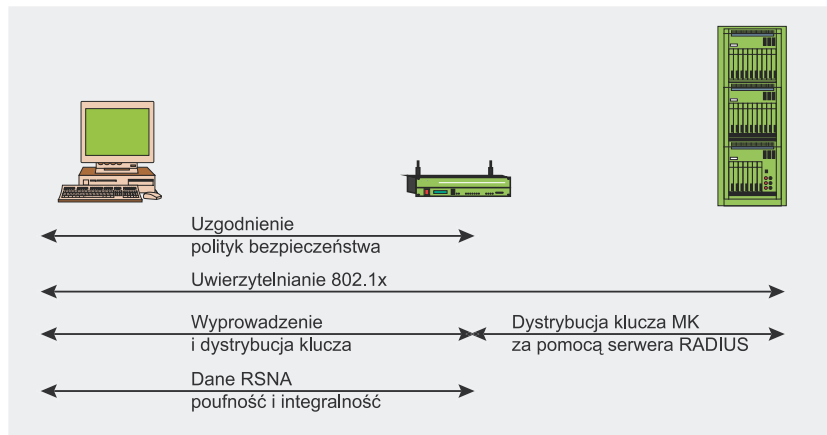 Uzgodnienie
polityk bezpieczeństwa
Uwierzytelnianie 802.1x
Wyprowadzenie
i dystrybucja klucza
Dystrybucja klucza MK
za pomocą serwera RADIUS
Dane RSNA
poufność i integralność